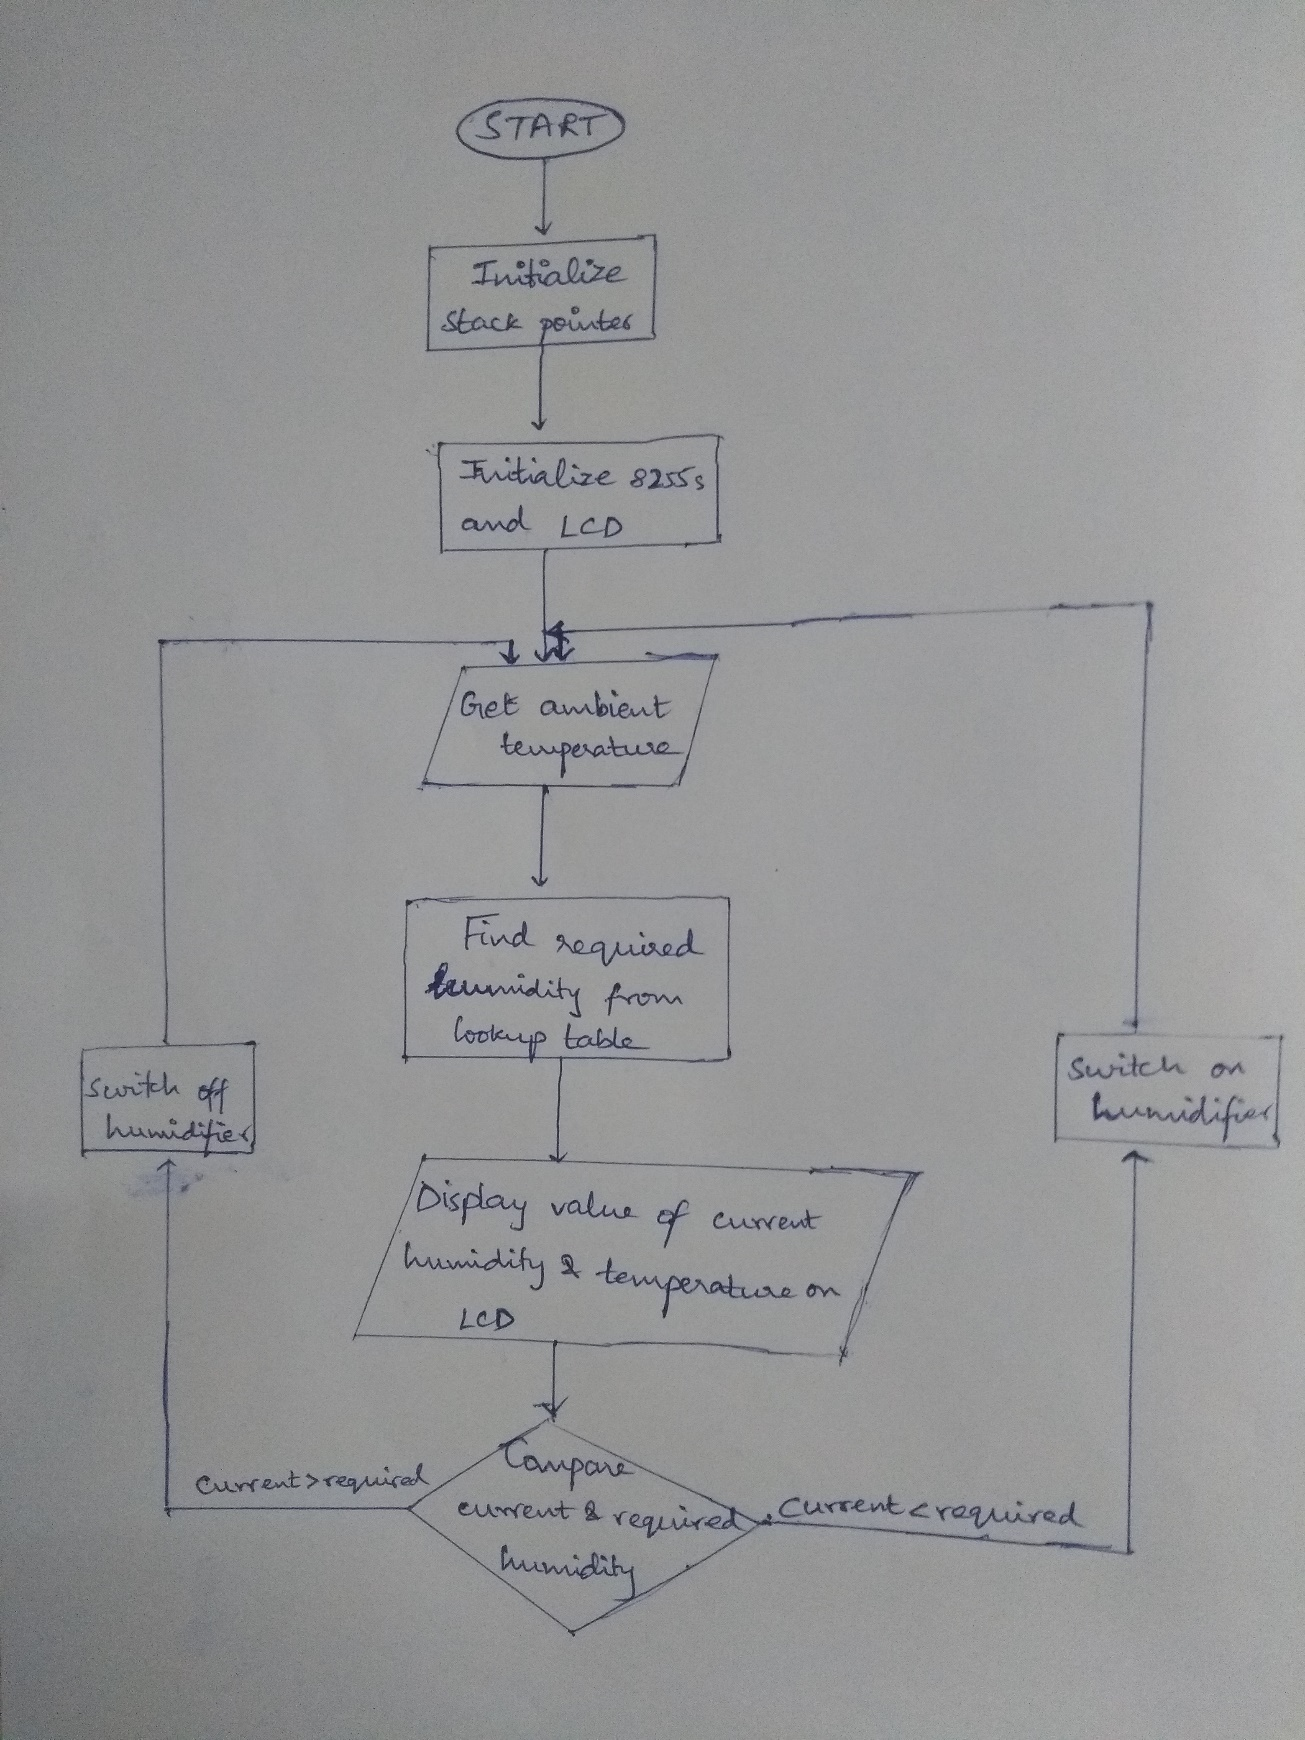 START
Initialize
Stack pointer
Initialize 8255s
and LCD
Get ambient
temperature
Find required
humidity from
lookup table
Switch off
humidifier
Switch on
humidifier
Display value of current
humidity & temperature on
LCD
Current>required
Compare
current & required
humidity
Current<required